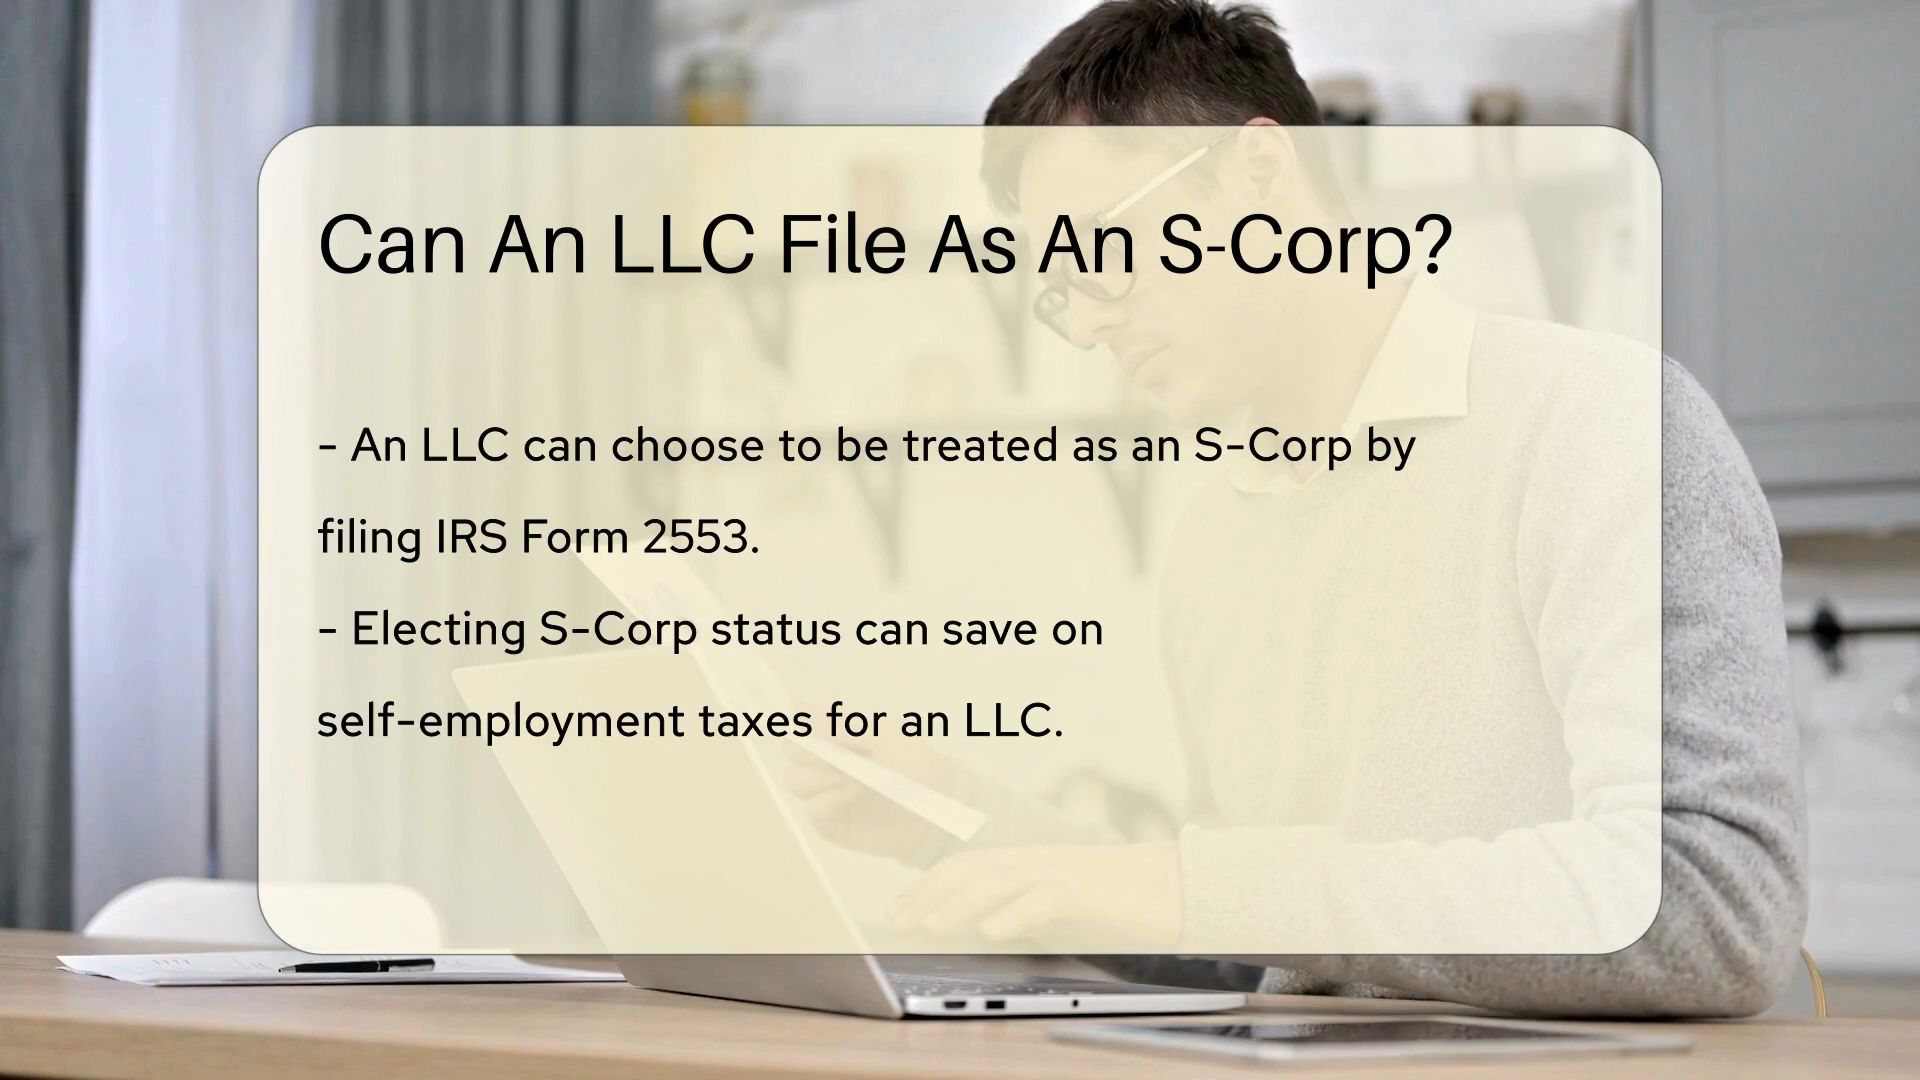 Can An LLC File As An S-Corp?
- An LLC can choose to be treated as an S-Corp by
filing IRS Form 2553.
- Electing S-Corp status can save on
self-employment taxes for an LLC.